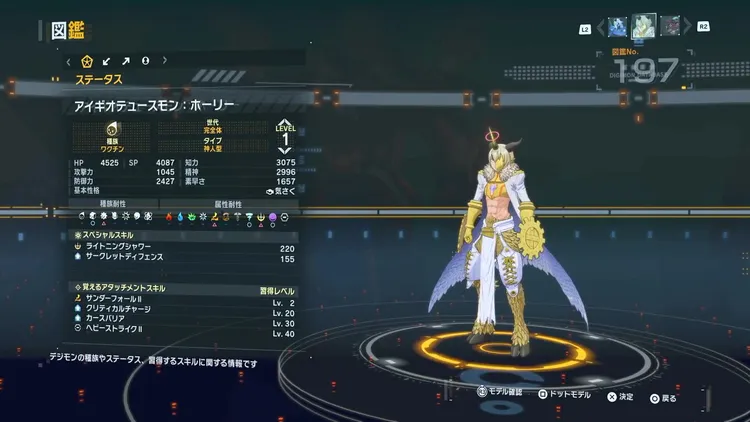 図鑑
L2
R2
図鑑No.
197
ステータス
アイギオテュースモン：ホーリー
種族
ワクチン
世代
完全体
タイプ
神人型
LEVEL
1
HP 4525 SP 4087 知力 3075
攻撃力 1045 精神 2996
防御力 2427 素早さ 1657
基本性格 気さく
種族耐性 属性耐性
スペシャルスキル
ライトニングシャワー 220
サークレットディフェンス 155
覚えるアタッチメントスキル 習得レベル
サンダーフォールⅡ Lv. 2
クリティカルチャージ Lv. 20
カースバリア Lv. 30
ヘビーストライクⅡ Lv. 40
デジモンの種族やステータス、習得するスキルに関する情報です
R3 モデル確認 ドットモデル 決定 戻る